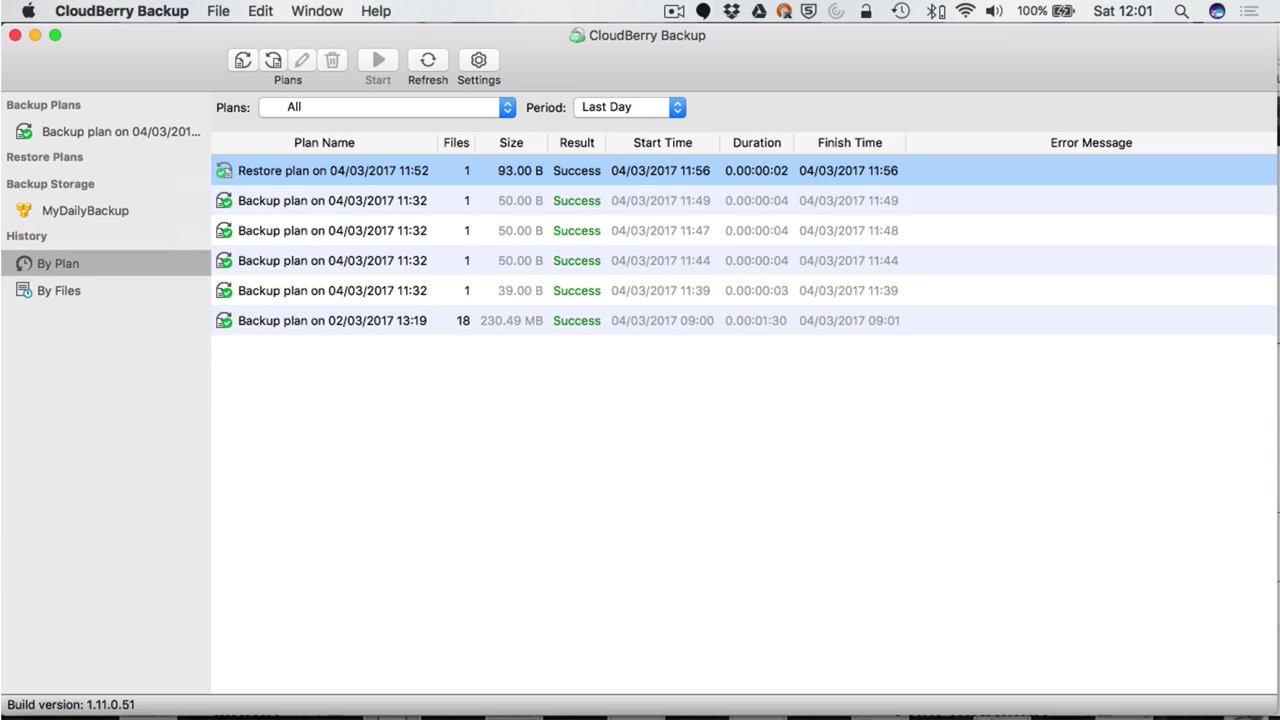 CloudBerry Backup File Edit Window Help 100% Sat 12:01
CloudBerry Backup
Plans Start Refresh Settings
Backup Plans
Backup plan on 04/03/201...
Restore Plans
Backup Storage
MyDailyBackup
History
By Plan
By Files
Plans: All Period: Last Day
Plan Name Files Size Result Start Time Duration Finish Time Error Message
Restore plan on 04/03/2017 11:52 1 93.00 B Success 04/03/2017 11:56 0.00:00:02 04/03/2017 11:56
Backup plan on 04/03/2017 11:32 1 50.00 B Success 04/03/2017 11:49 0.00:00:04 04/03/2017 11:49
Backup plan on 04/03/2017 11:32 1 50.00 B Success 04/03/2017 11:47 0.00:00:04 04/03/2017 11:48
Backup plan on 04/03/2017 11:32 1 50.00 B Success 04/03/2017 11:44 0.00:00:04 04/03/2017 11:44
Backup plan on 04/03/2017 11:32 1 39.00 B Success 04/03/2017 11:39 0.00:00:03 04/03/2017 11:39
Backup plan on 02/03/2017 13:19 18 230.49 MB Success 04/03/2017 09:00 0.00:01:30 04/03/2017 09:01
Build version: 1.11.0.51